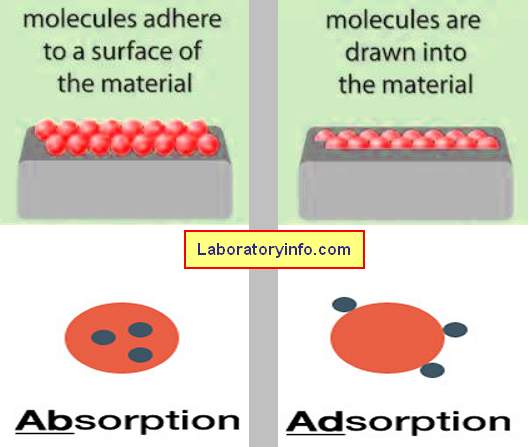 molecules adhere
to a surface of
the material
molecules are
drawn into
the material
Laboratoryinfo.com
Absorption
Adsorption